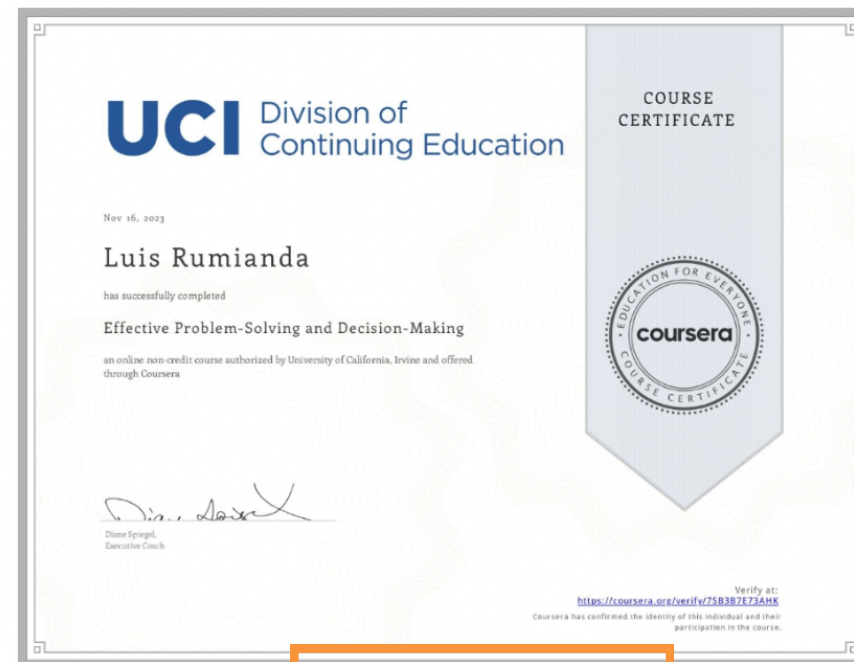 UCI Division of
Continuing Education
COURSE
CERTIFICATE
Nov 16, 2023
Luis Rumianda
has successfully completed
Effective Problem-Solving and Decision-Making
an online non-credit course authorized by University of California, Irvine and offered
through Coursera
EDUCATION FOR EVERYONE
coursera
COURSE CERTIFICATE
Diane Spiegel,
Executive Coach
Verify at:
https://coursera.org/verify/75B3B7E73AHK
Coursera has confirmed the identity of this individual and their
participation in the course.